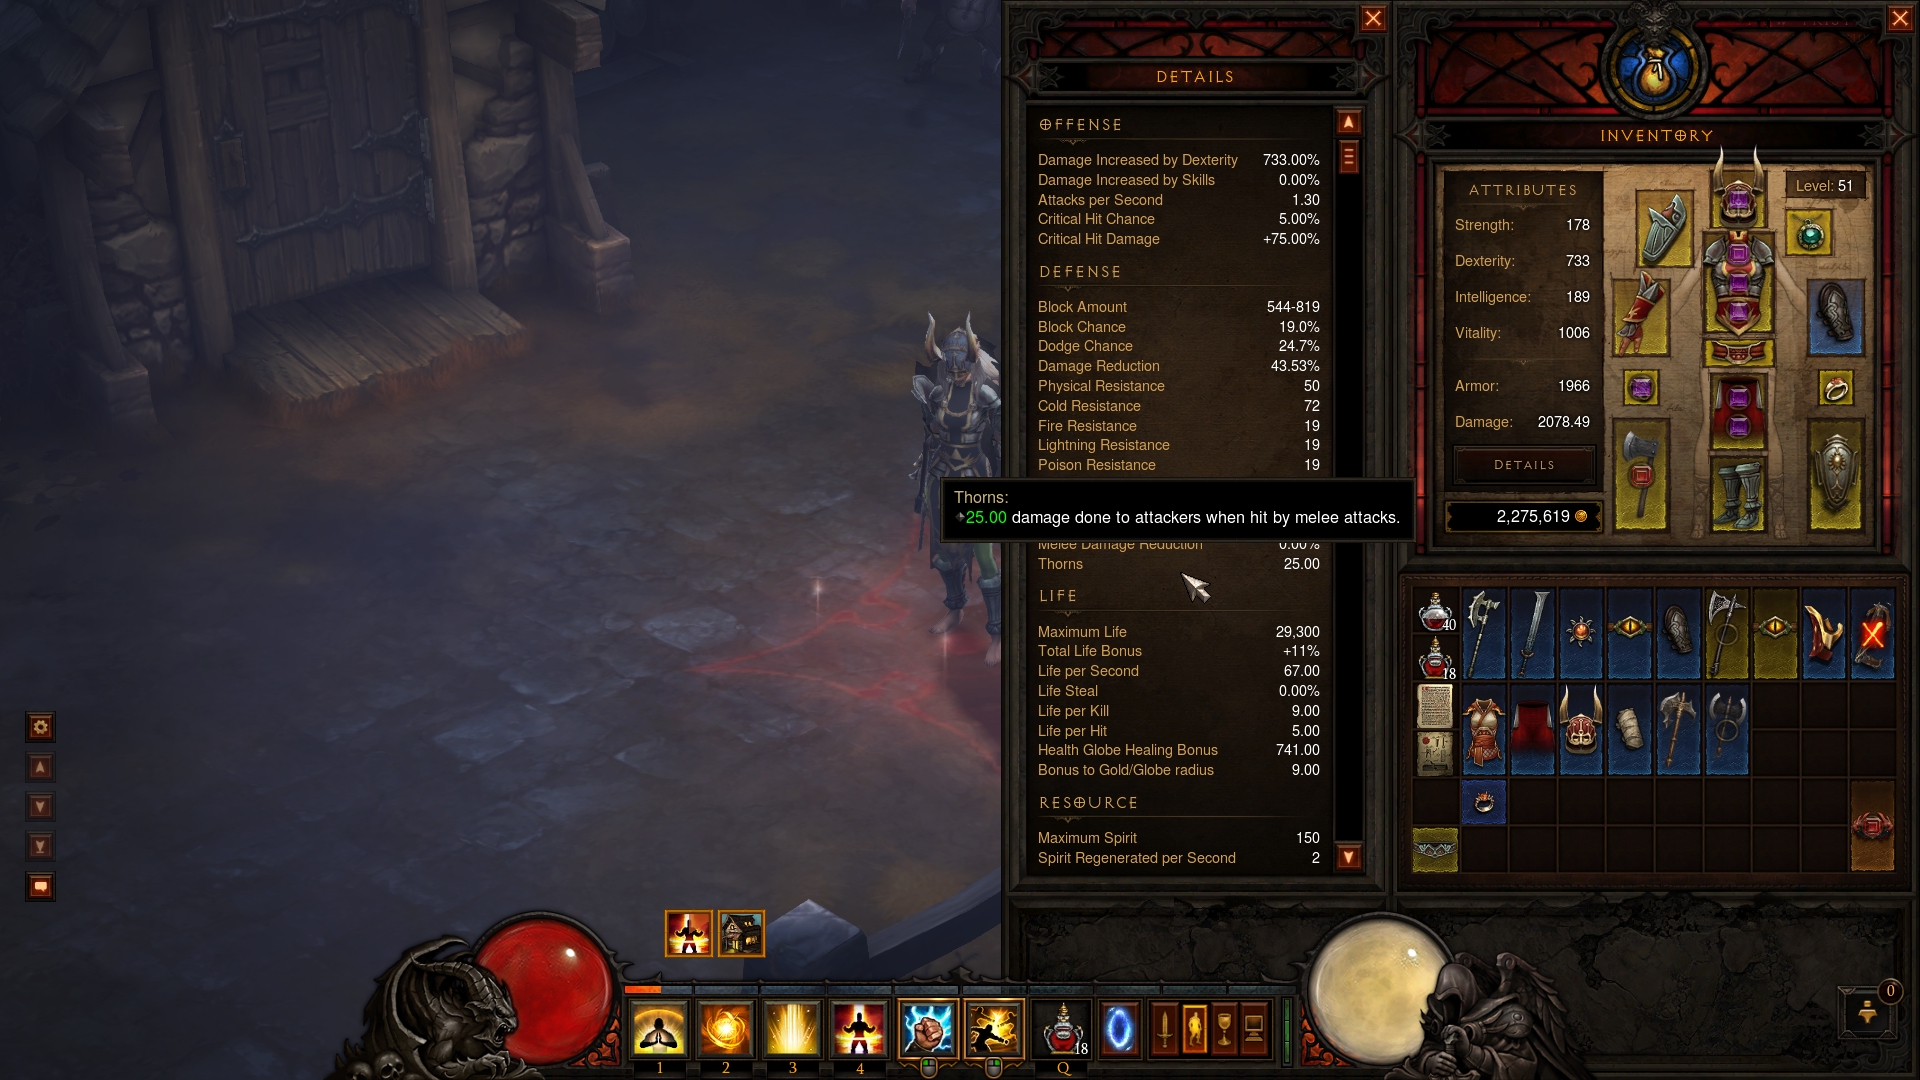 DETAILS
OFFENSE
Damage Increased by Dexterity 733.00%
Damage Increased by Skills 0.00%
Attacks per Second 1.30
Critical Hit Chance 5.00%
Critical Hit Damage +75.00%
DEFENSE
Block Amount 544-819
Block Chance 19.0%
Dodge Chance 24.7%
Damage Reduction 43.53%
Physical Resistance 50
Cold Resistance 72
Fire Resistance 19
Lightning Resistance 19
Poison Resistance 19
Thorns:
+25.00 damage done to attackers when hit by melee attacks.
Melee Damage Reduction 0.00%
Thorns 25.00
LIFE
Maximum Life 29,300
Total Life Bonus +11%
Life per Second 67.00
Life Steal 0.00%
Life per Kill 9.00
Life per Hit 5.00
Health Globe Healing Bonus 741.00
Bonus to Gold/Globe radius 9.00
RESOURCE
Maximum Spirit 150
Spirit Regenerated per Second 2
INVENTORY
Level: 51
ATTRIBUTES
Strength: 178
Dexterity: 733
Intelligence: 189
Vitality: 1006
Armor: 1966
Damage: 2078.49
DETAILS
2,275,619
40
18
18
1 2 3 4 Q
0